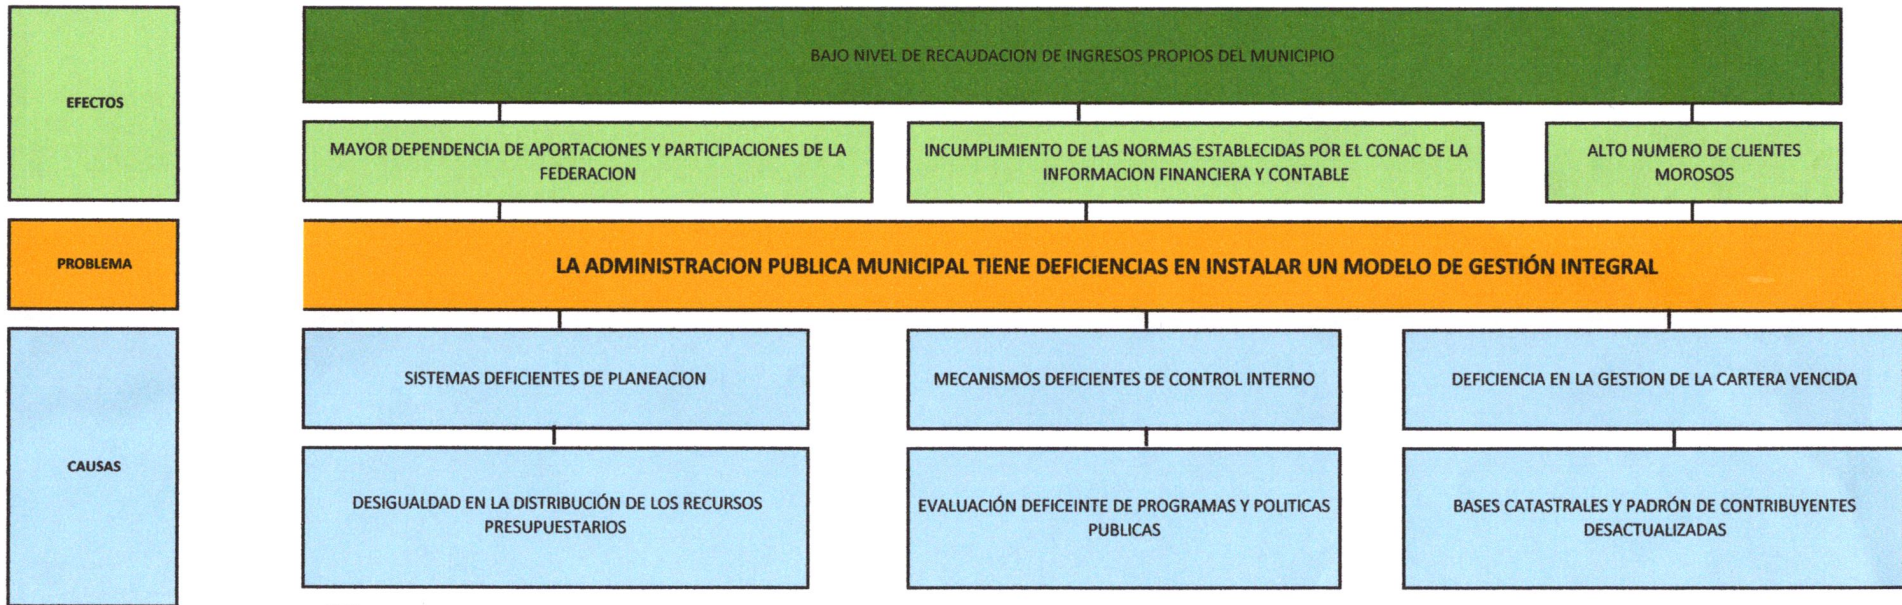 EFECTOS
BAJO NIVEL DE RECAUDACION DE INGRESOS PROPIOS DEL MUNICIPIO
MAYOR DEPENDENCIA DE APORTACIONES Y PARTICIPACIONES DE LA
FEDERACION
INCUMPLIMIENTO DE LAS NORMAS ESTABLECIDAS POR EL CONAC DE LA
INFORMACION FINANCIERA Y CONTABLE
ALTO NUMERO DE CLIENTES
MOROSOS
PROBLEMA
LA ADMINISTRACION PUBLICA MUNICIPAL TIENE DEFICIENCIAS EN INSTALAR UN MODELO DE GESTIÓN INTEGRAL
CAUSAS
SISTEMAS DEFICIENTES DE PLANEACION
MECANISMOS DEFICIENTES DE CONTROL INTERNO
DEFICIENCIA EN LA GESTION DE LA CARTERA VENCIDA
DESIGUALDAD EN LA DISTRIBUCIÓN DE LOS RECURSOS
PRESUPUESTARIOS
EVALUACIÓN DEFICEINTE DE PROGRAMAS Y POLITICAS
PUBLICAS
BASES CATASTRALES Y PADRÓN DE CONTRIBUYENTES
DESACTUALIZADAS